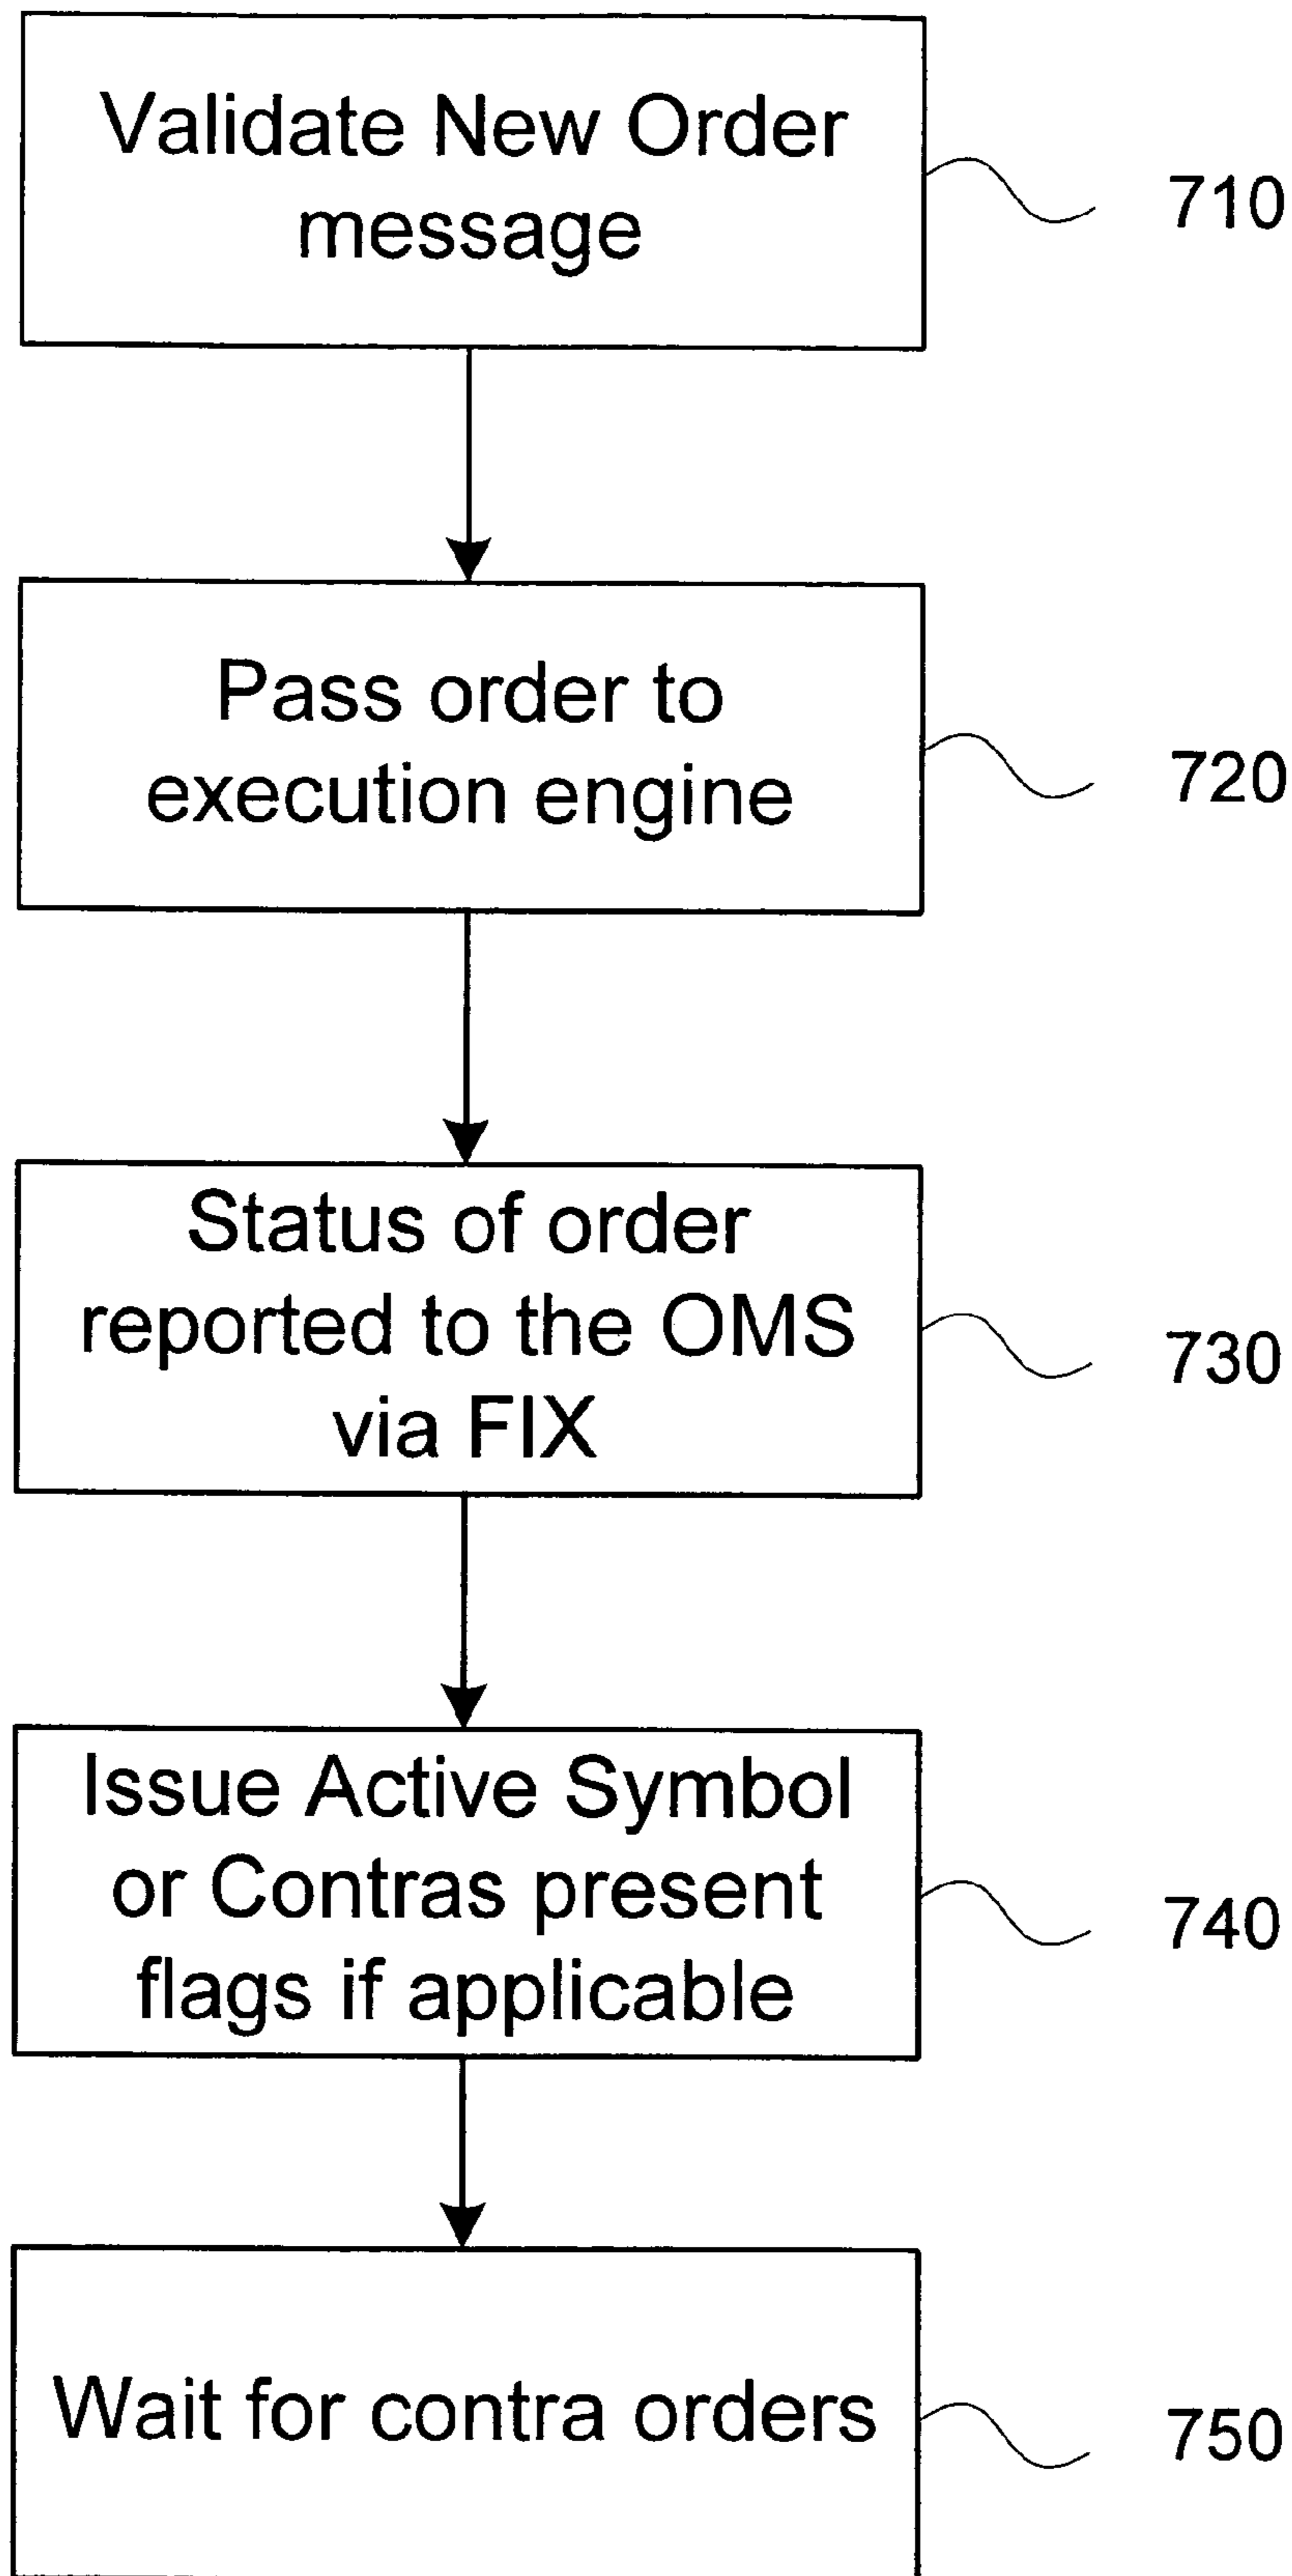 Validate New Order
message
710
Pass order to
execution engine
720
Status of order
reported to the OMS
via FIX
730
Issue Active Symbol
or Contras present
flags if applicable
740
Wait for contra orders
750